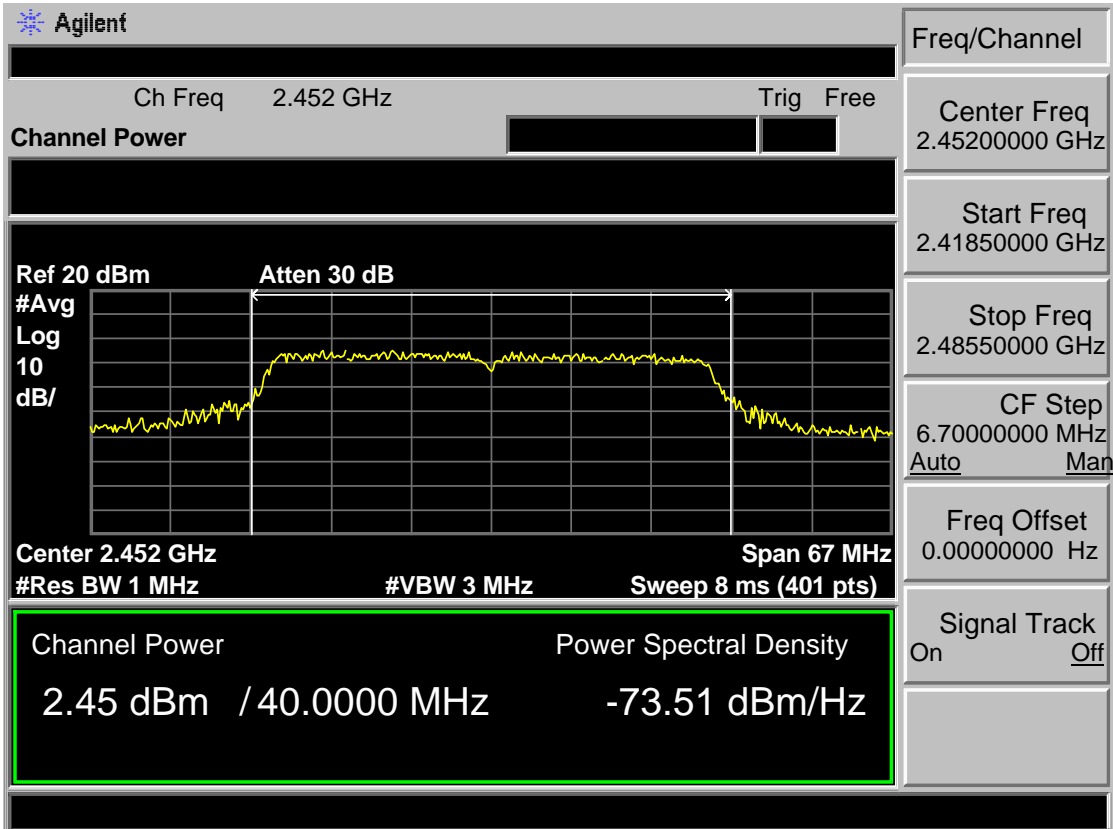 Agilent
Freq/Channel
Ch Freq 2.452 GHz Trig Free
Channel Power
Center Freq
2.45200000 GHz
Start Freq
2.41850000 GHz
Stop Freq
2.48550000 GHz
CF Step
6.70000000 MHz
Auto Man
Freq Offset
0.00000000 Hz
Signal Track
On Off
Ref 20 dBm Atten 30 dB
#Avg
Log
10
dB/
Center 2.452 GHz Span 67 MHz
#Res BW 1 MHz #VBW 3 MHz Sweep 8 ms (401 pts)
Channel Power Power Spectral Density
2.45 dBm / 40.0000 MHz -73.51 dBm/Hz